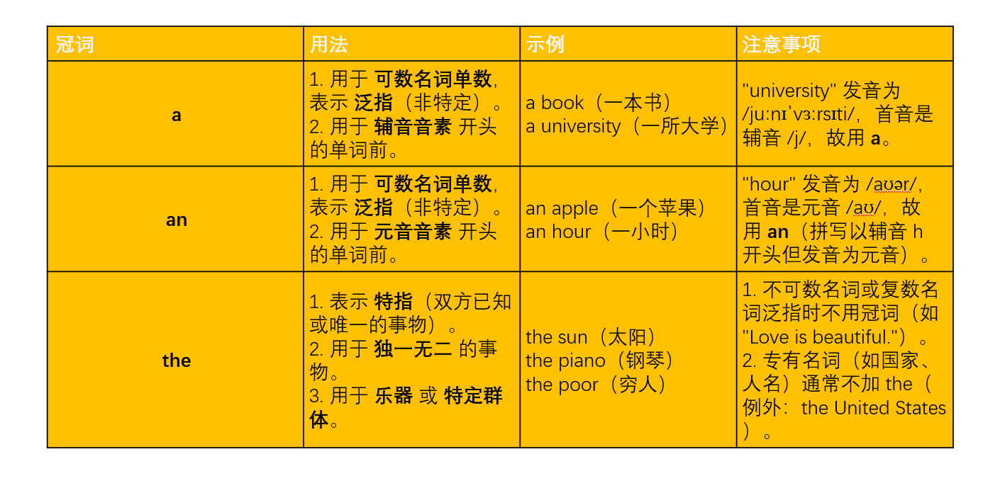 冠词
用法
示例
注意事项
a
1. 用于 可数名词单数,
表示 泛指（非特定）。
2. 用于 辅音音素 开头
的单词前。
a book（一本书）
a university（一所大学）
"university" 发音为
/juːnɪˈvɜːrsɪti/, 首音是
辅音 /j/, 故用 a。
an
1. 用于 可数名词单数,
表示 泛指（非特定）。
2. 用于 元音音素 开头
的单词前。
an apple（一个苹果）
an hour（一小时）
"hour" 发音为 /aʊər/,
首音是元音 /aʊ/, 故
用 an（拼写以辅音 h
开头但发音为元音）。
the
1. 表示 特指（双方已知
或唯一的事物）。
2. 用于 独一无二 的事
物。
3. 用于 乐器 或 特定群
体。
the sun（太阳）
the piano（钢琴）
the poor（穷人）
1. 不可数名词或复数名
词泛指时不用冠词（如
"Love is beautiful."）。
2. 专有名词（如国家、
人名）通常不加 the（
例外：the United States
）。